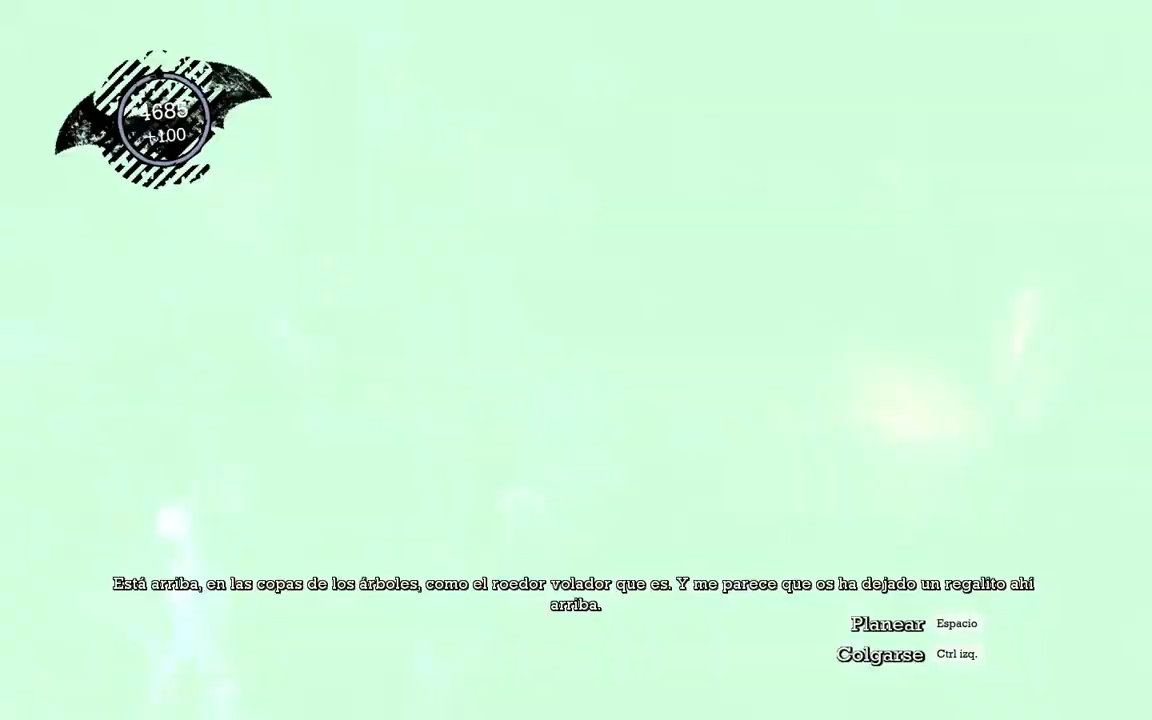 4685
+100
Está arriba, en las copas de los árboles, como el roedor volador que es. Y me parece que os ha dejado un regalito ahí
arriba.
Planear Espacio
Colgarse Ctrl izq.